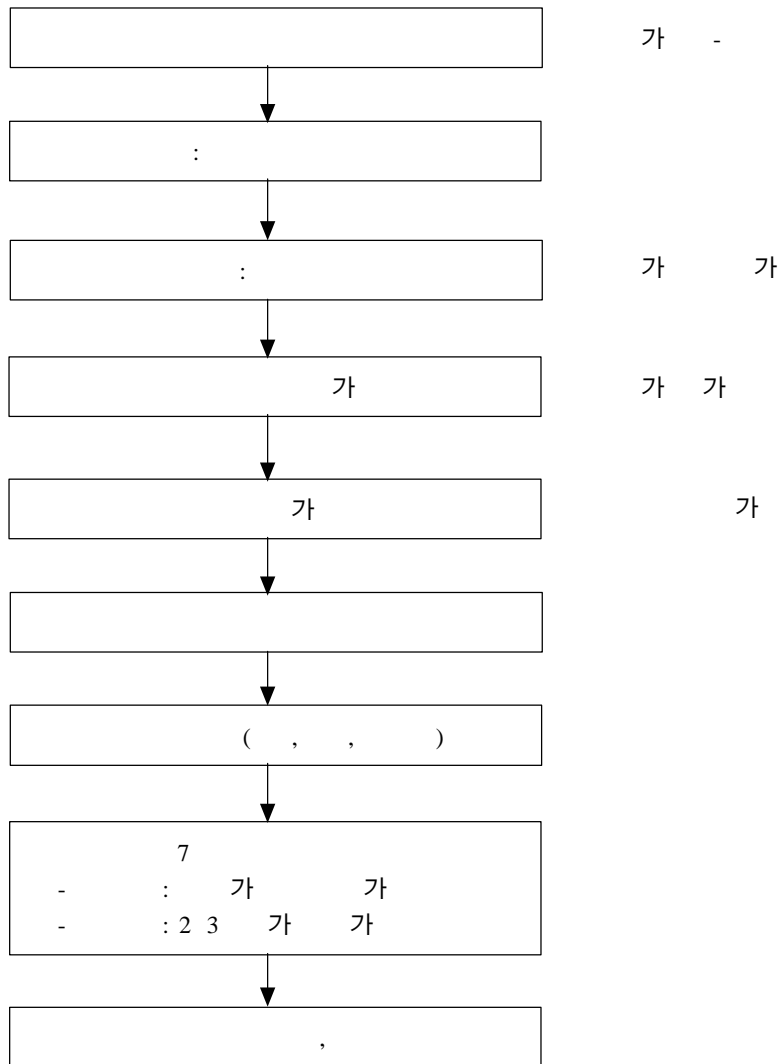 가 -
:
: 가 가
가 가 가
가 가
( , , )
7
- : 가 가
- : 2 3 가 가
,